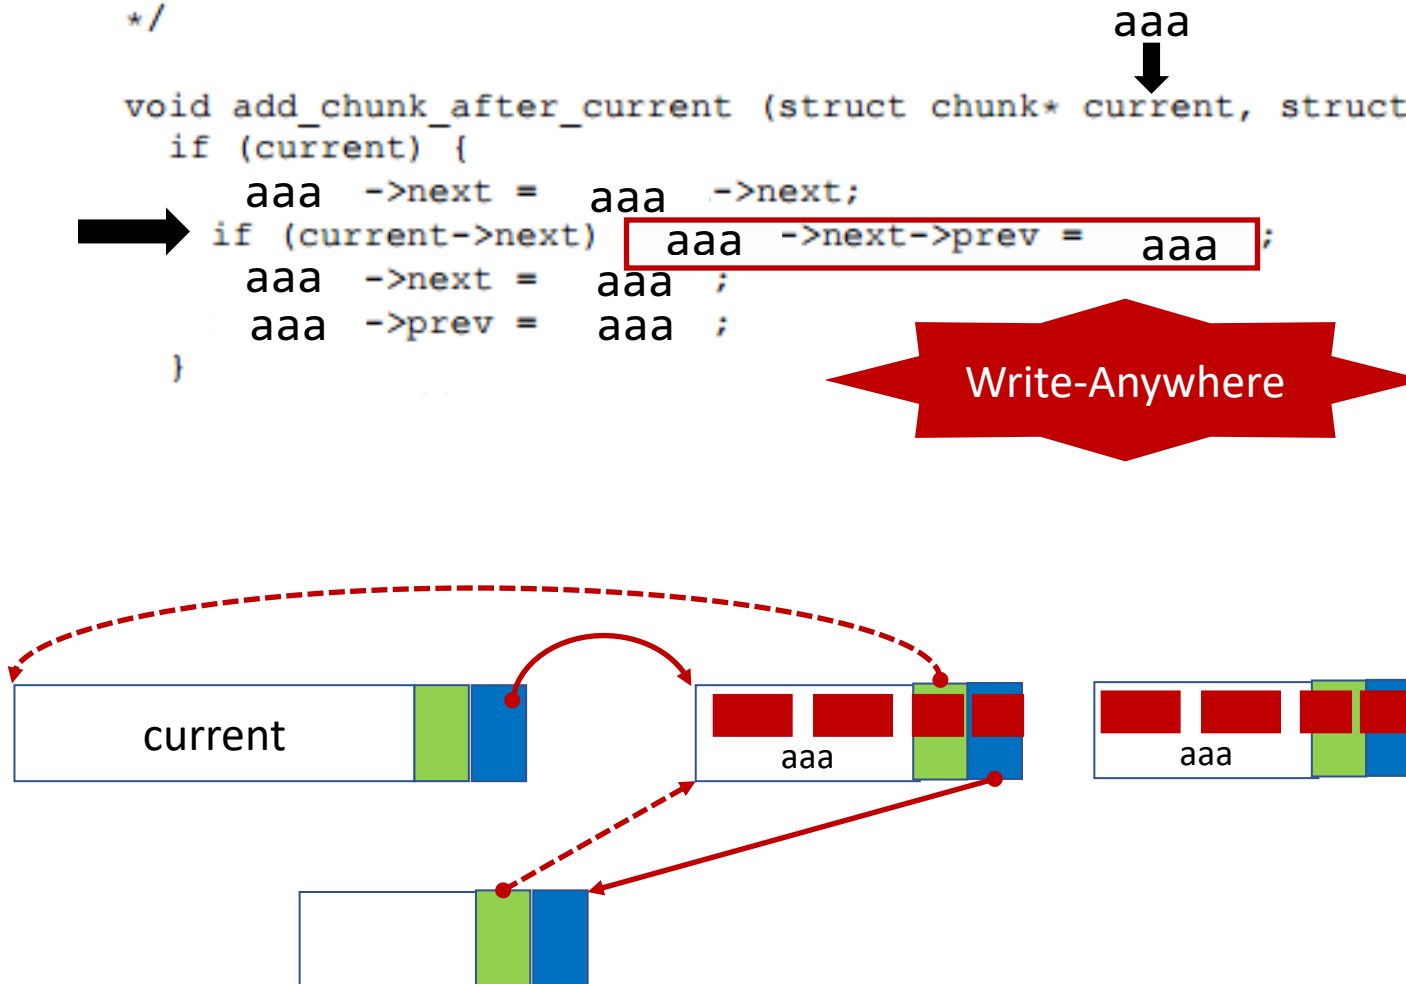 */
aaa
void add_chunk_after_current (struct chunk* current, struct
if (current) {
aaa ->next = aaa ->next;
if (current->next) aaa ->next->prev = aaa ;
aaa ->next = aaa ;
aaa ->prev = aaa ;
}
Write-Anywhere
current
aaa
aaa